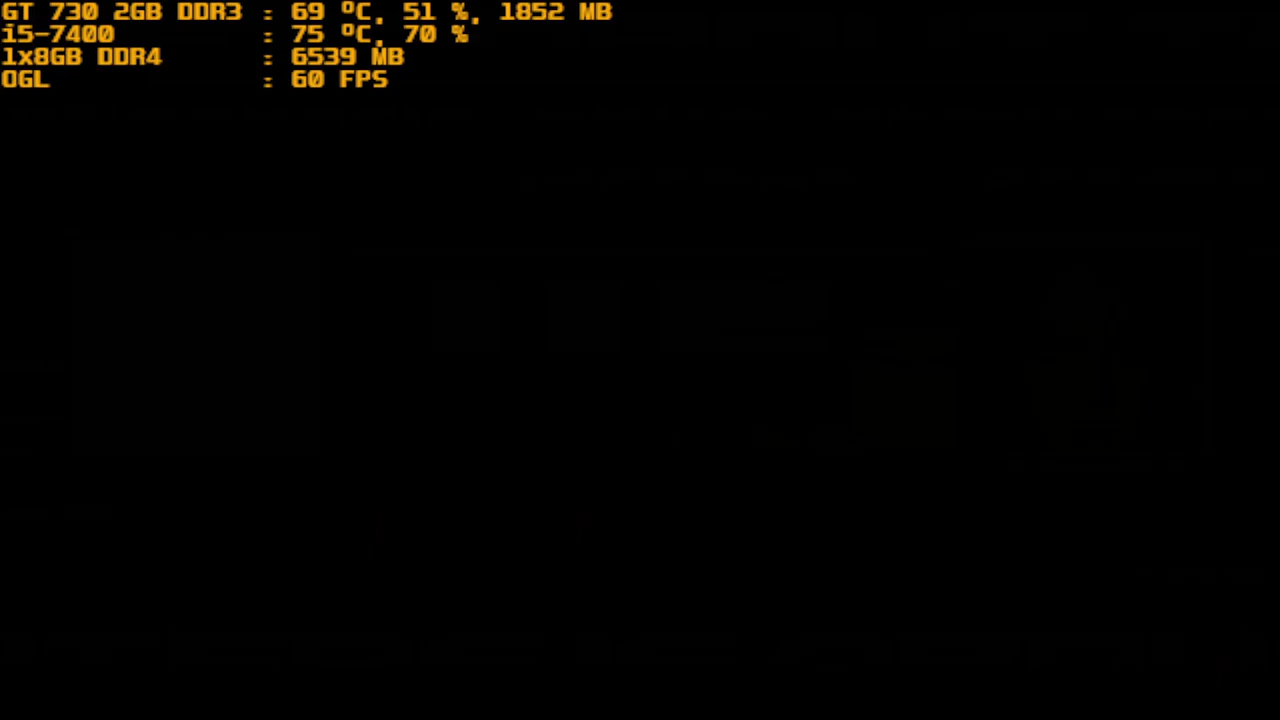 GT 730 2GB DDR3 : 69 ºC, 51 %, 1852 MB
i5-7400 : 75 ºC, 70 %
1x8GB DDR4 : 6539 MB
OGL : 60 FPS